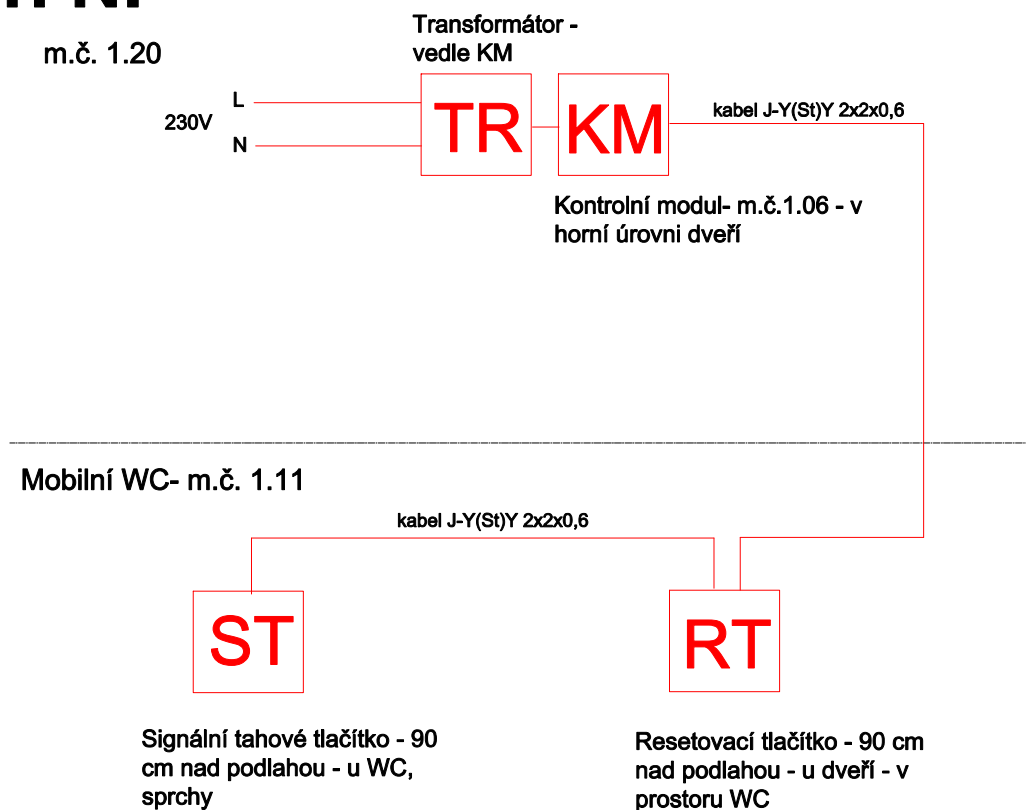 m.č. 1.20
Transformátor -
vedle KM
L
230V
N
TR
KM
kabel J-Y(St)Y 2x2x0,6
Kontrolní modul- m.č.1.06 - v
horní úrovni dveří
Mobilní WC- m.č. 1.11
kabel J-Y(St)Y 2x2x0,6
ST
RT
Signální tahové tlačítko - 90
cm nad podlahou - u WC,
sprchy
Resetovací tlačítko - 90 cm
nad podlahou - u dveří - v
prostoru WC